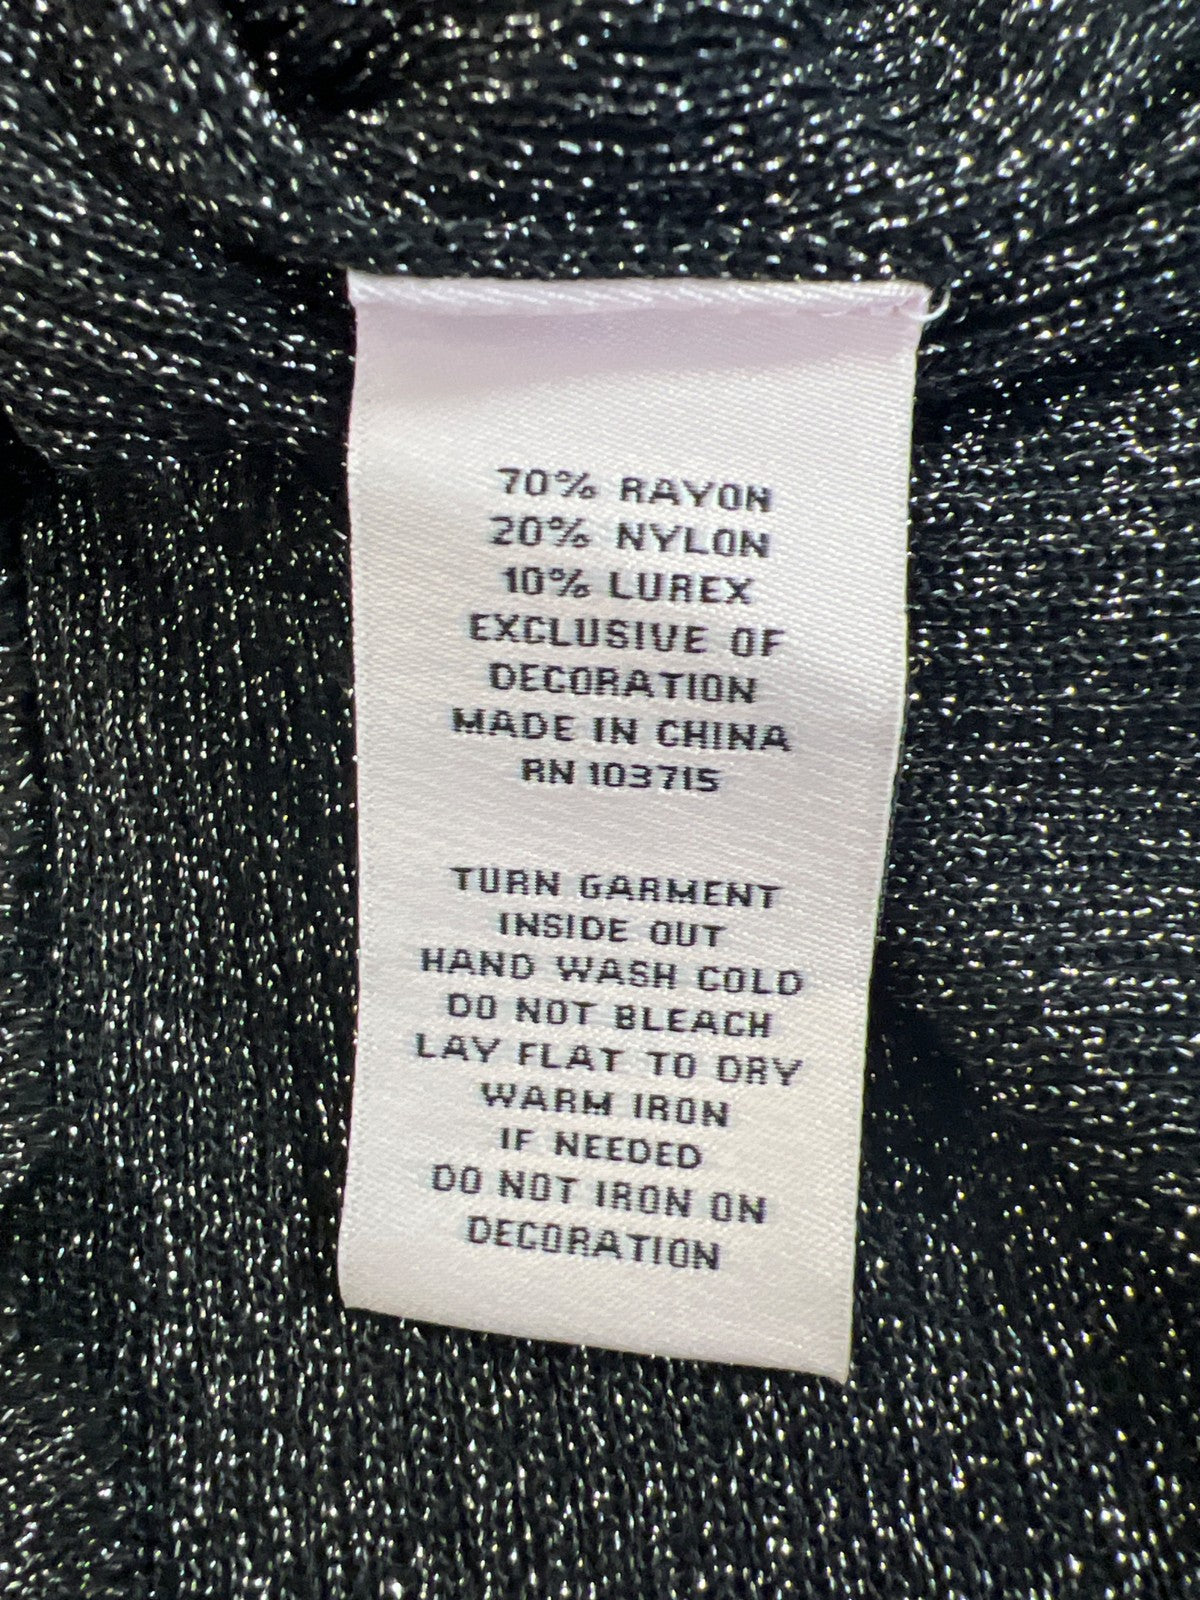 70% RAYON
20% NYLON
10% LUREX
EXCLUSIVE OF
DECORATION
MADE IN CHINA
RN 103715
TURN GARMENT
INSIDE OUT
HAND WASH COLD
DO NOT BLEACH
LAY FLAT TO DRY
WARM IRON
IF NEEDED
DO NOT IRON ON
DECORATION